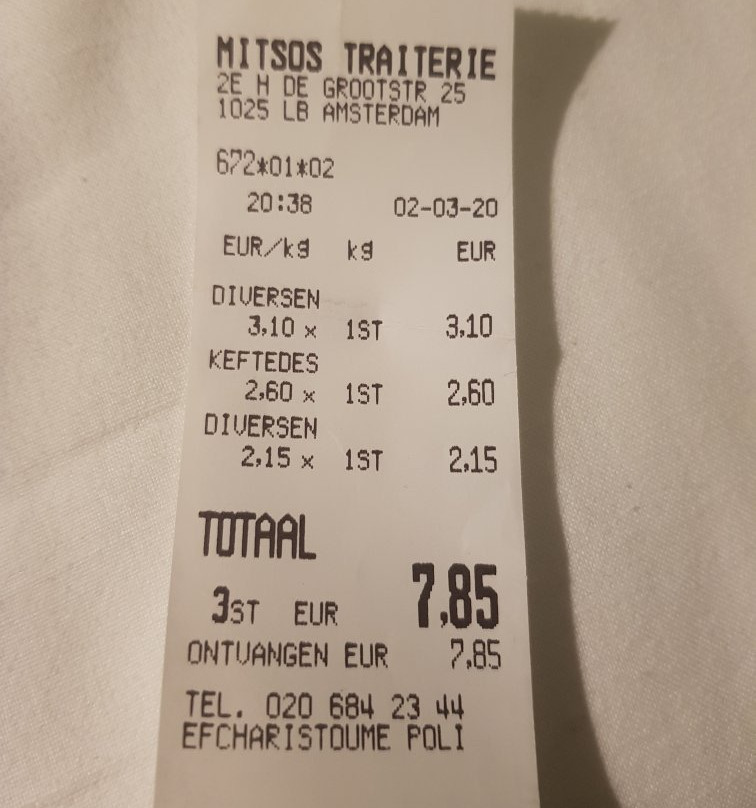 MITSOS TRAITERIE
2E H DE GROOTSTR 25
1025 LB AMSTERDAM
672*01*02
20:38 02-03-20
EUR/kg kg EUR
DIVERSEN
3,10 x 1ST 3,10
KEFTEDES
2,60 x 1ST 2,60
DIVERSEN
2,15 x 1ST 2,15
TOTAAL
3ST EUR 7,85
ONTVANGEN EUR 7,85
TEL. 020 684 23 44
EFCHARISTOUME POLI